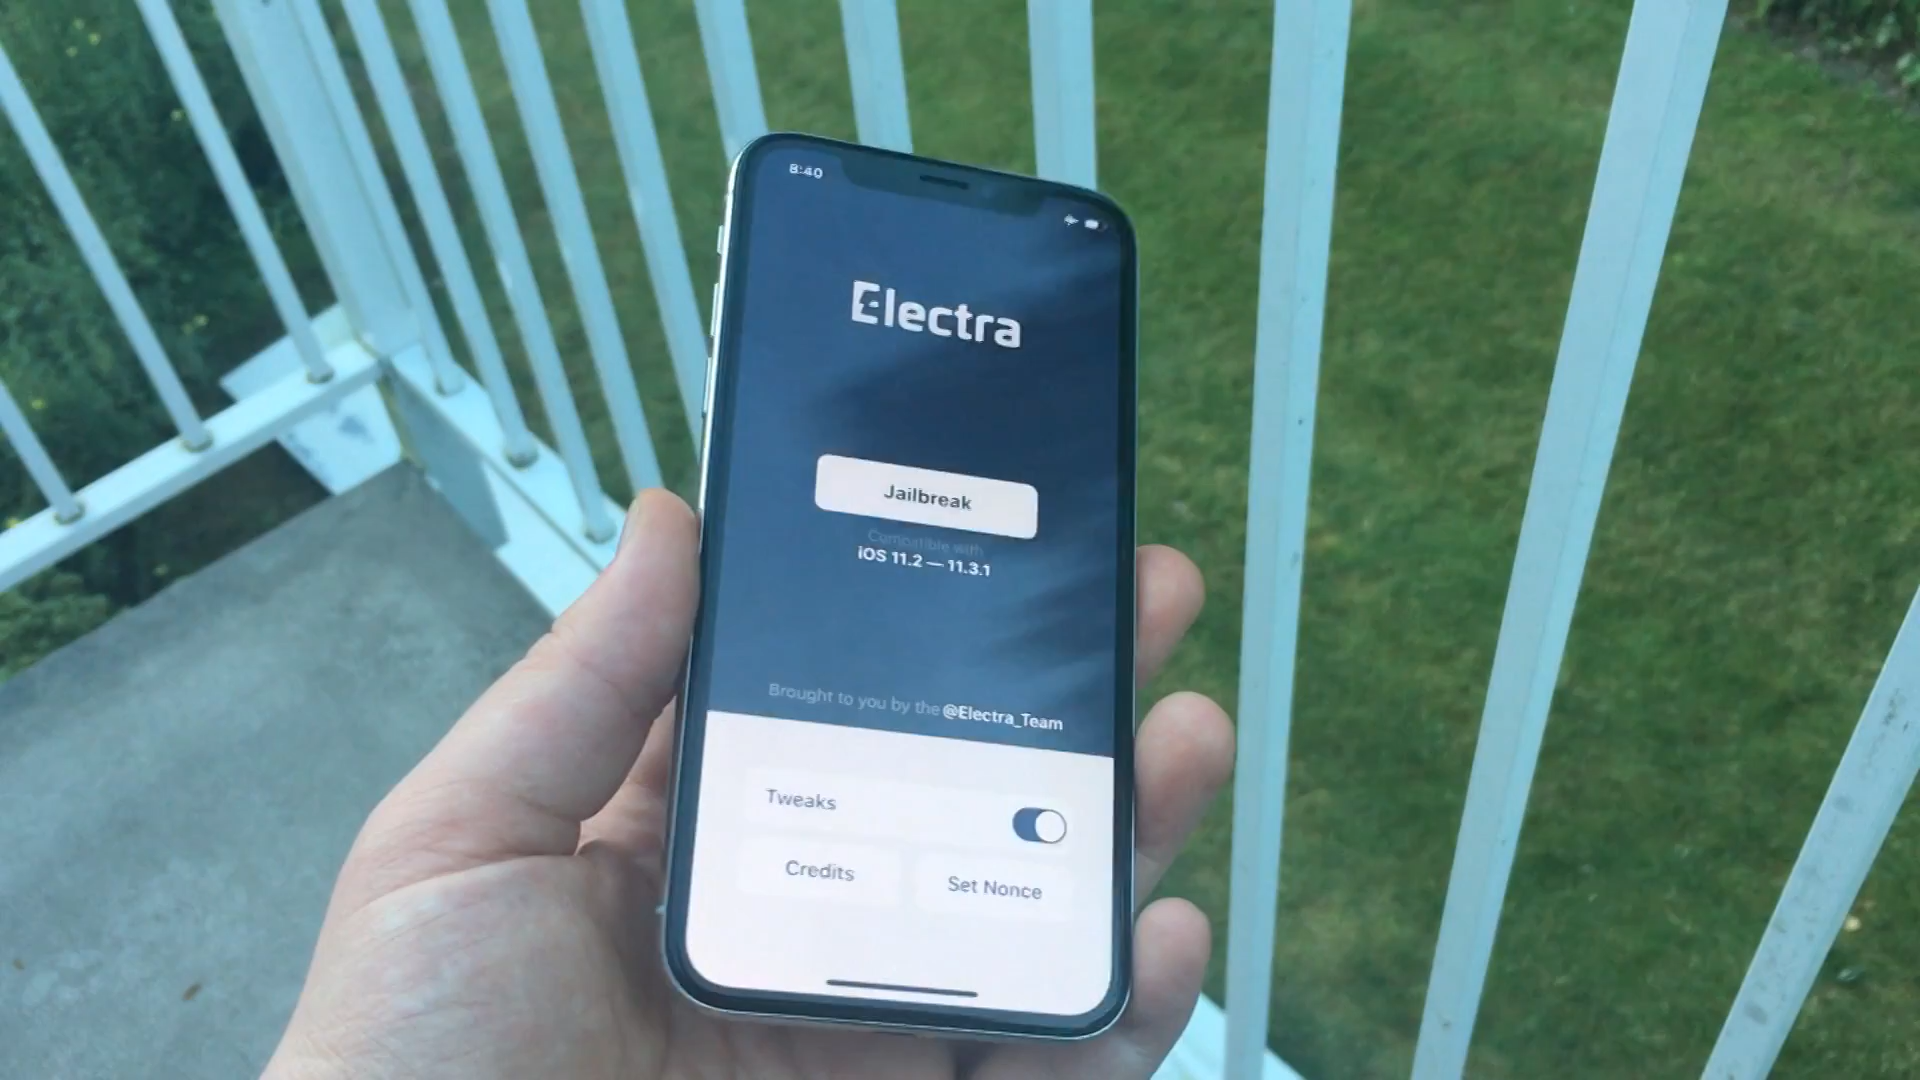 8:40
Electra
Jailbreak
Compatible with
iOS 11.2 — 11.3.1
Brought to you by the @Electra_Team
Tweaks
Credits
Set Nonce